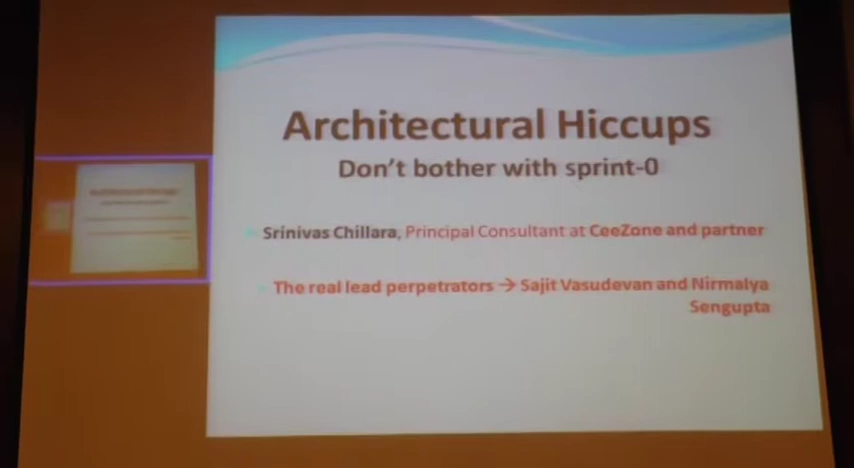 Architectural Hiccups
Don't bother with sprint-0
Srinivas Chillara, Principal Consultant at CeeZone and partner
The real lead perpetrators → Sajit Vasudevan and Nirmalya
Sengupta